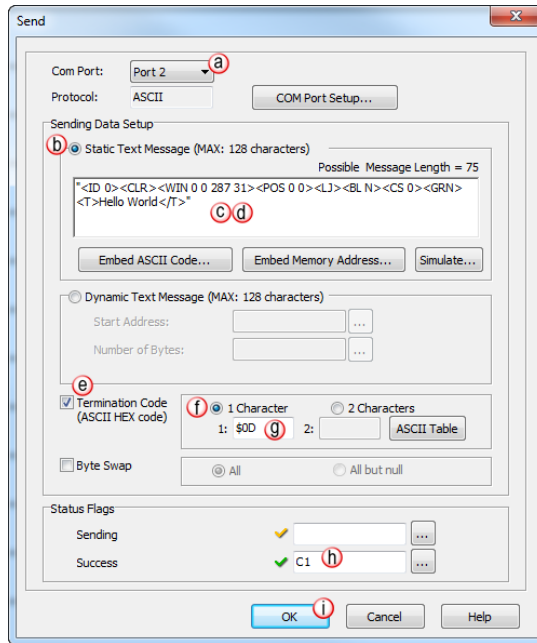 Send
Com Port: Port 2 a
Protocol: ASCII COM Port Setup...
Sending Data Setup
b Static Text Message (MAX: 128 characters)
Possible Message Length = 75
"<ID 0><CLR><WIN 0 0 287 31><POS 0 0><LJ><BL N><CS 0><GRN>
<T>Hello World</T>"
c d
Embed ASCII Code... Embed Memory Address... Simulate...
Dynamic Text Message (MAX: 128 characters)
Start Address: ...
Number of Bytes: ...
e
Termination Code f 1 Character 2 Characters
(ASCII HEX code) 1: $0D g 2: ASCII Table
Byte Swap All All but null
Status Flags
Sending ...
Success C1 h ...
i
OK Cancel Help